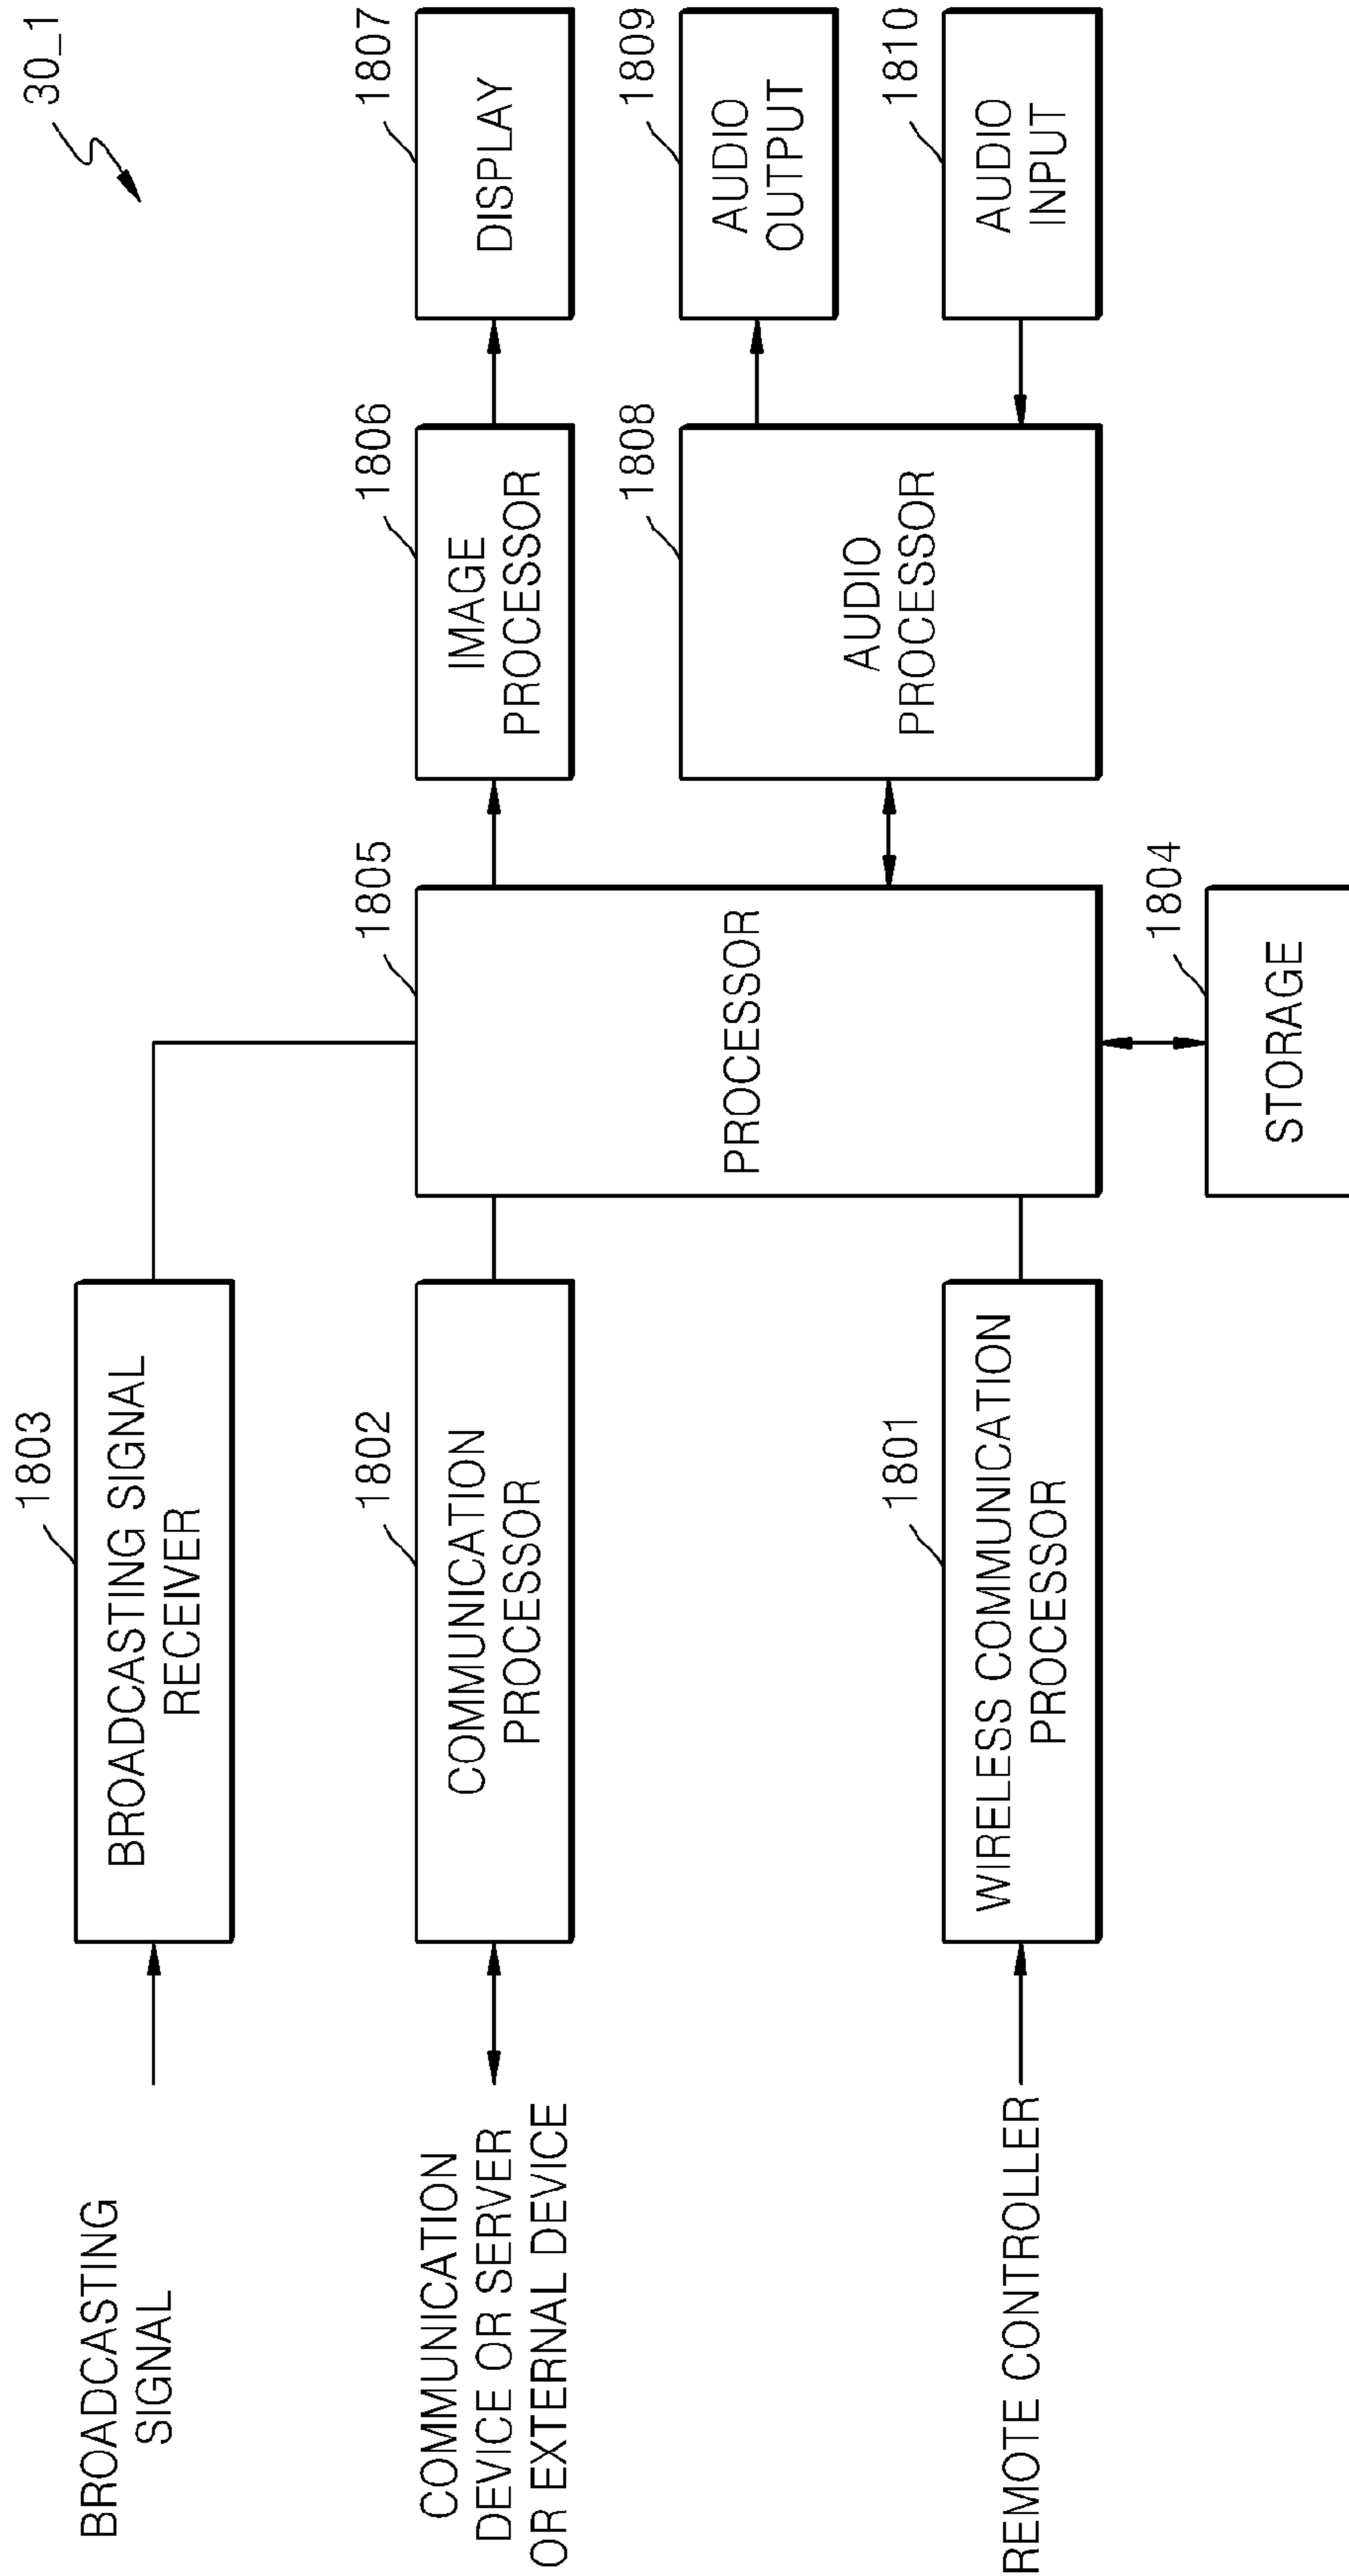 30_1
BROADCASTING
SIGNAL
1803
BROADCASTING SIGNAL
RECEIVER
COMMUNICATION
DEVICE OR SERVER
OR EXTERNAL DEVICE
1802
COMMUNICATION
PROCESSOR
1805
PROCESSOR
1806
IMAGE
PROCESSOR
1807
DISPLAY
1808
AUDIO
PROCESSOR
1809
AUDIO
OUTPUT
1810
AUDIO
INPUT
REMOTE CONTROLLER
1801
WIRELESS COMMUNICATION
PROCESSOR
1804
STORAGE